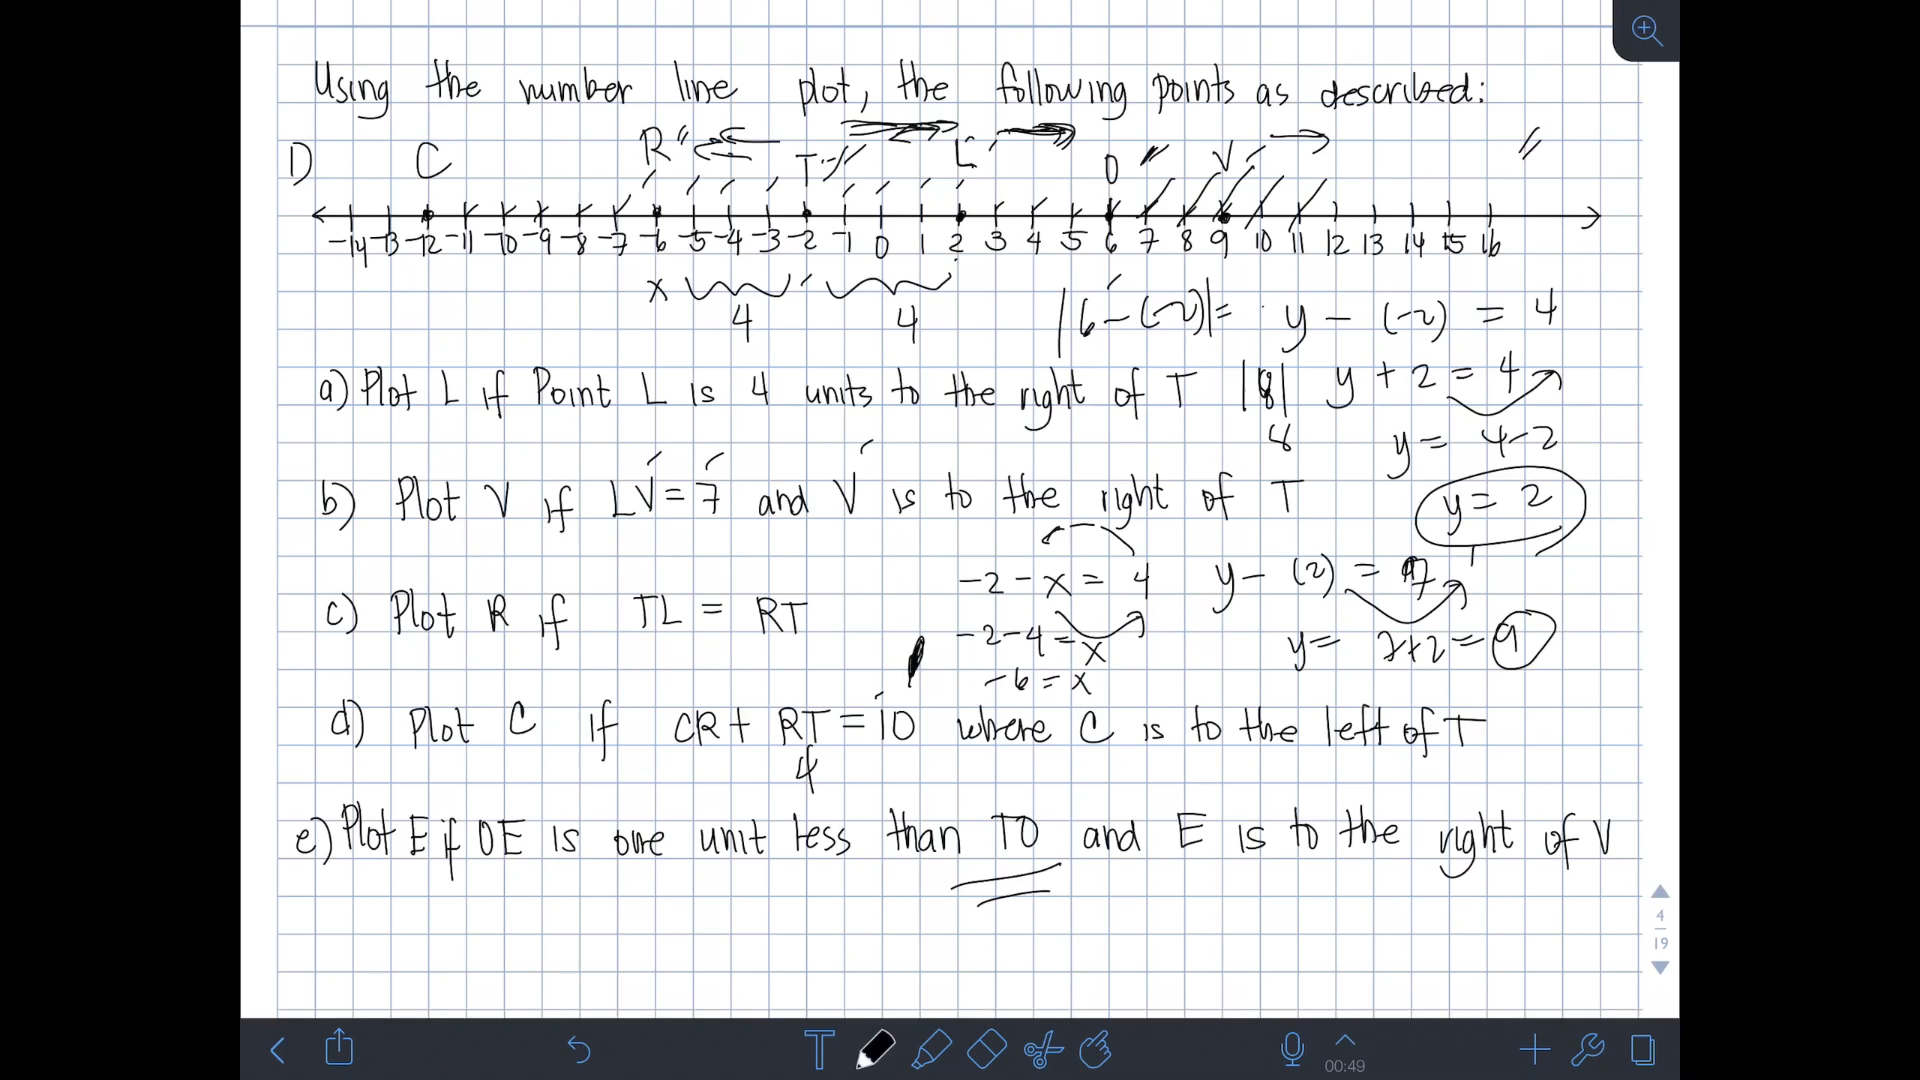 Using the number line plot, the following points as described:
D C R T L O V
-14 -13 -12 -11 -10 -9 -8 -7 -6 -5 -4 -3 -2 -1 0 1 2 3 4 5 6 7 8 9 10 11 12 13 14 15 16
x 4 4 |6-(-2)|= y - (-2) = 4
a) Plot L if Point L is 4 units to the right of T |8| y + 2 = 4
8 y = 4-2
b) Plot V if LV = 7 and V is to the right of T y = 2
-2 - x = 4 y - (2) = 7
c) Plot R if TL = RT
-2-4 = x y = 7+2 = 9
-6 = x
d) Plot C if CR + RT = 10 where C is to the left of T
4
e) Plot E if OE is one unit less than TO and E is to the right of V
4
19
00:49